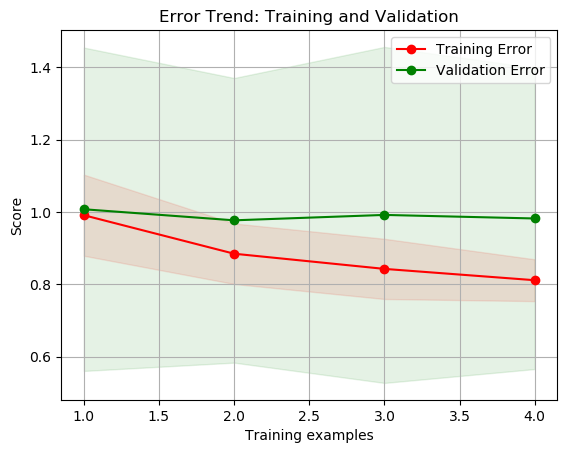 Error Trend: Training and Validation
Training Error
Validation Error
Score
1.4
1.2
1.0
0.8
0.6
1.0 1.5 2.0 2.5 3.0 3.5 4.0
Training examples